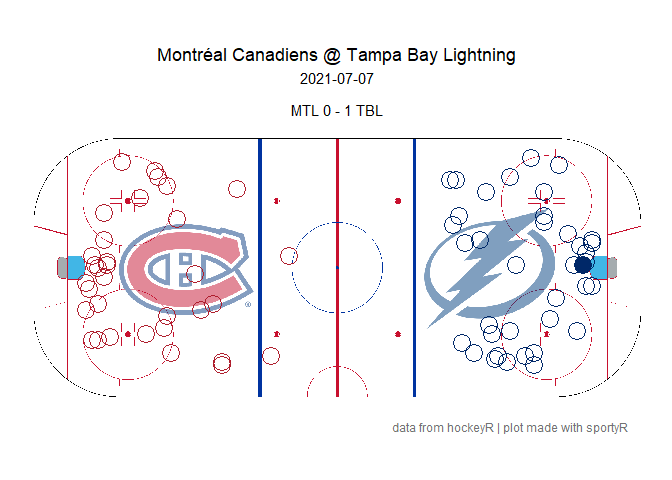 Montréal Canadiens @ Tampa Bay Lightning
2021-07-07
MTL 0 - 1 TBL
data from hockeyR | plot made with sportyR